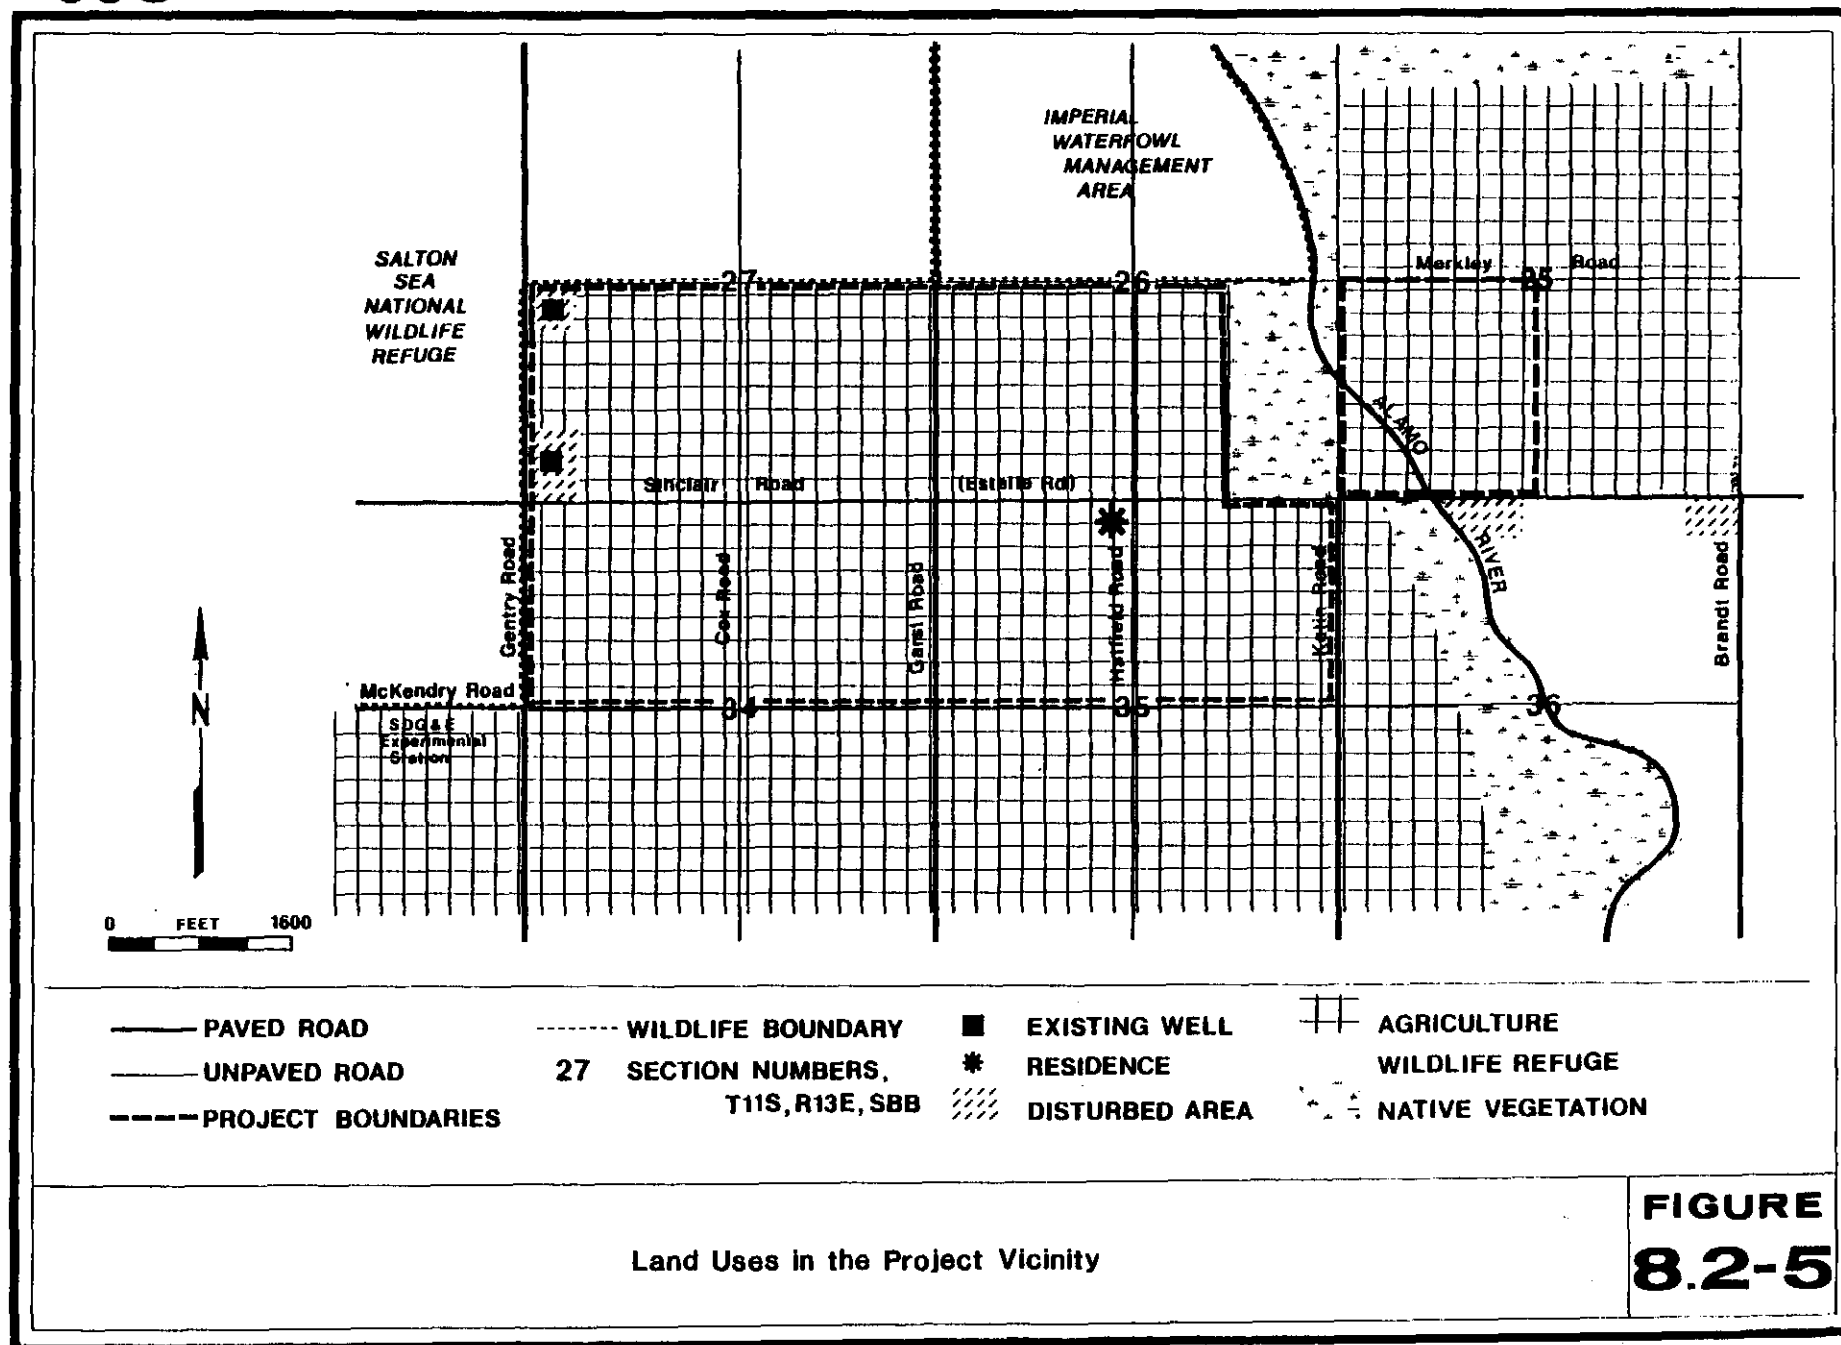 IMPERIAL
WATERFOWL
MANAGEMENT
AREA
SALTON
SEA
NATIONAL
WILDLIFE
REFUGE
27
26
25
Merkley Road
ALAMO
RIVER
Sinclair Road (Estelle Rd)
Gentry Road
Cox Road
Garst Road
Hatfield Road
Brandt Road
McKendry Road
SDG&E
Experimental
Station
34
35
36
N
0 FEET 1600
PAVED ROAD
UNPAVED ROAD
PROJECT BOUNDARIES
WILDLIFE BOUNDARY
27 SECTION NUMBERS,
T11S, R13E, SBB
EXISTING WELL
RESIDENCE
DISTURBED AREA
AGRICULTURE
WILDLIFE REFUGE
NATIVE VEGETATION
Land Uses in the Project Vicinity
FIGURE
8.2-5